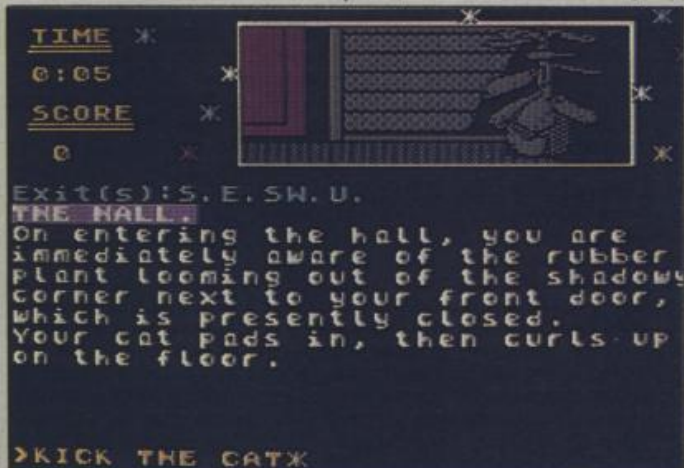 TIME
0:05
SCORE
0
Exit(s):S.E.SW.U.
THE HALL.
On entering the hall, you are
immediately aware of the rubber
plant looming out of the shadowy
corner next to your front door,
which is presently closed.
Your cat pads in, then curls up
on the floor.
>KICK THE CAT